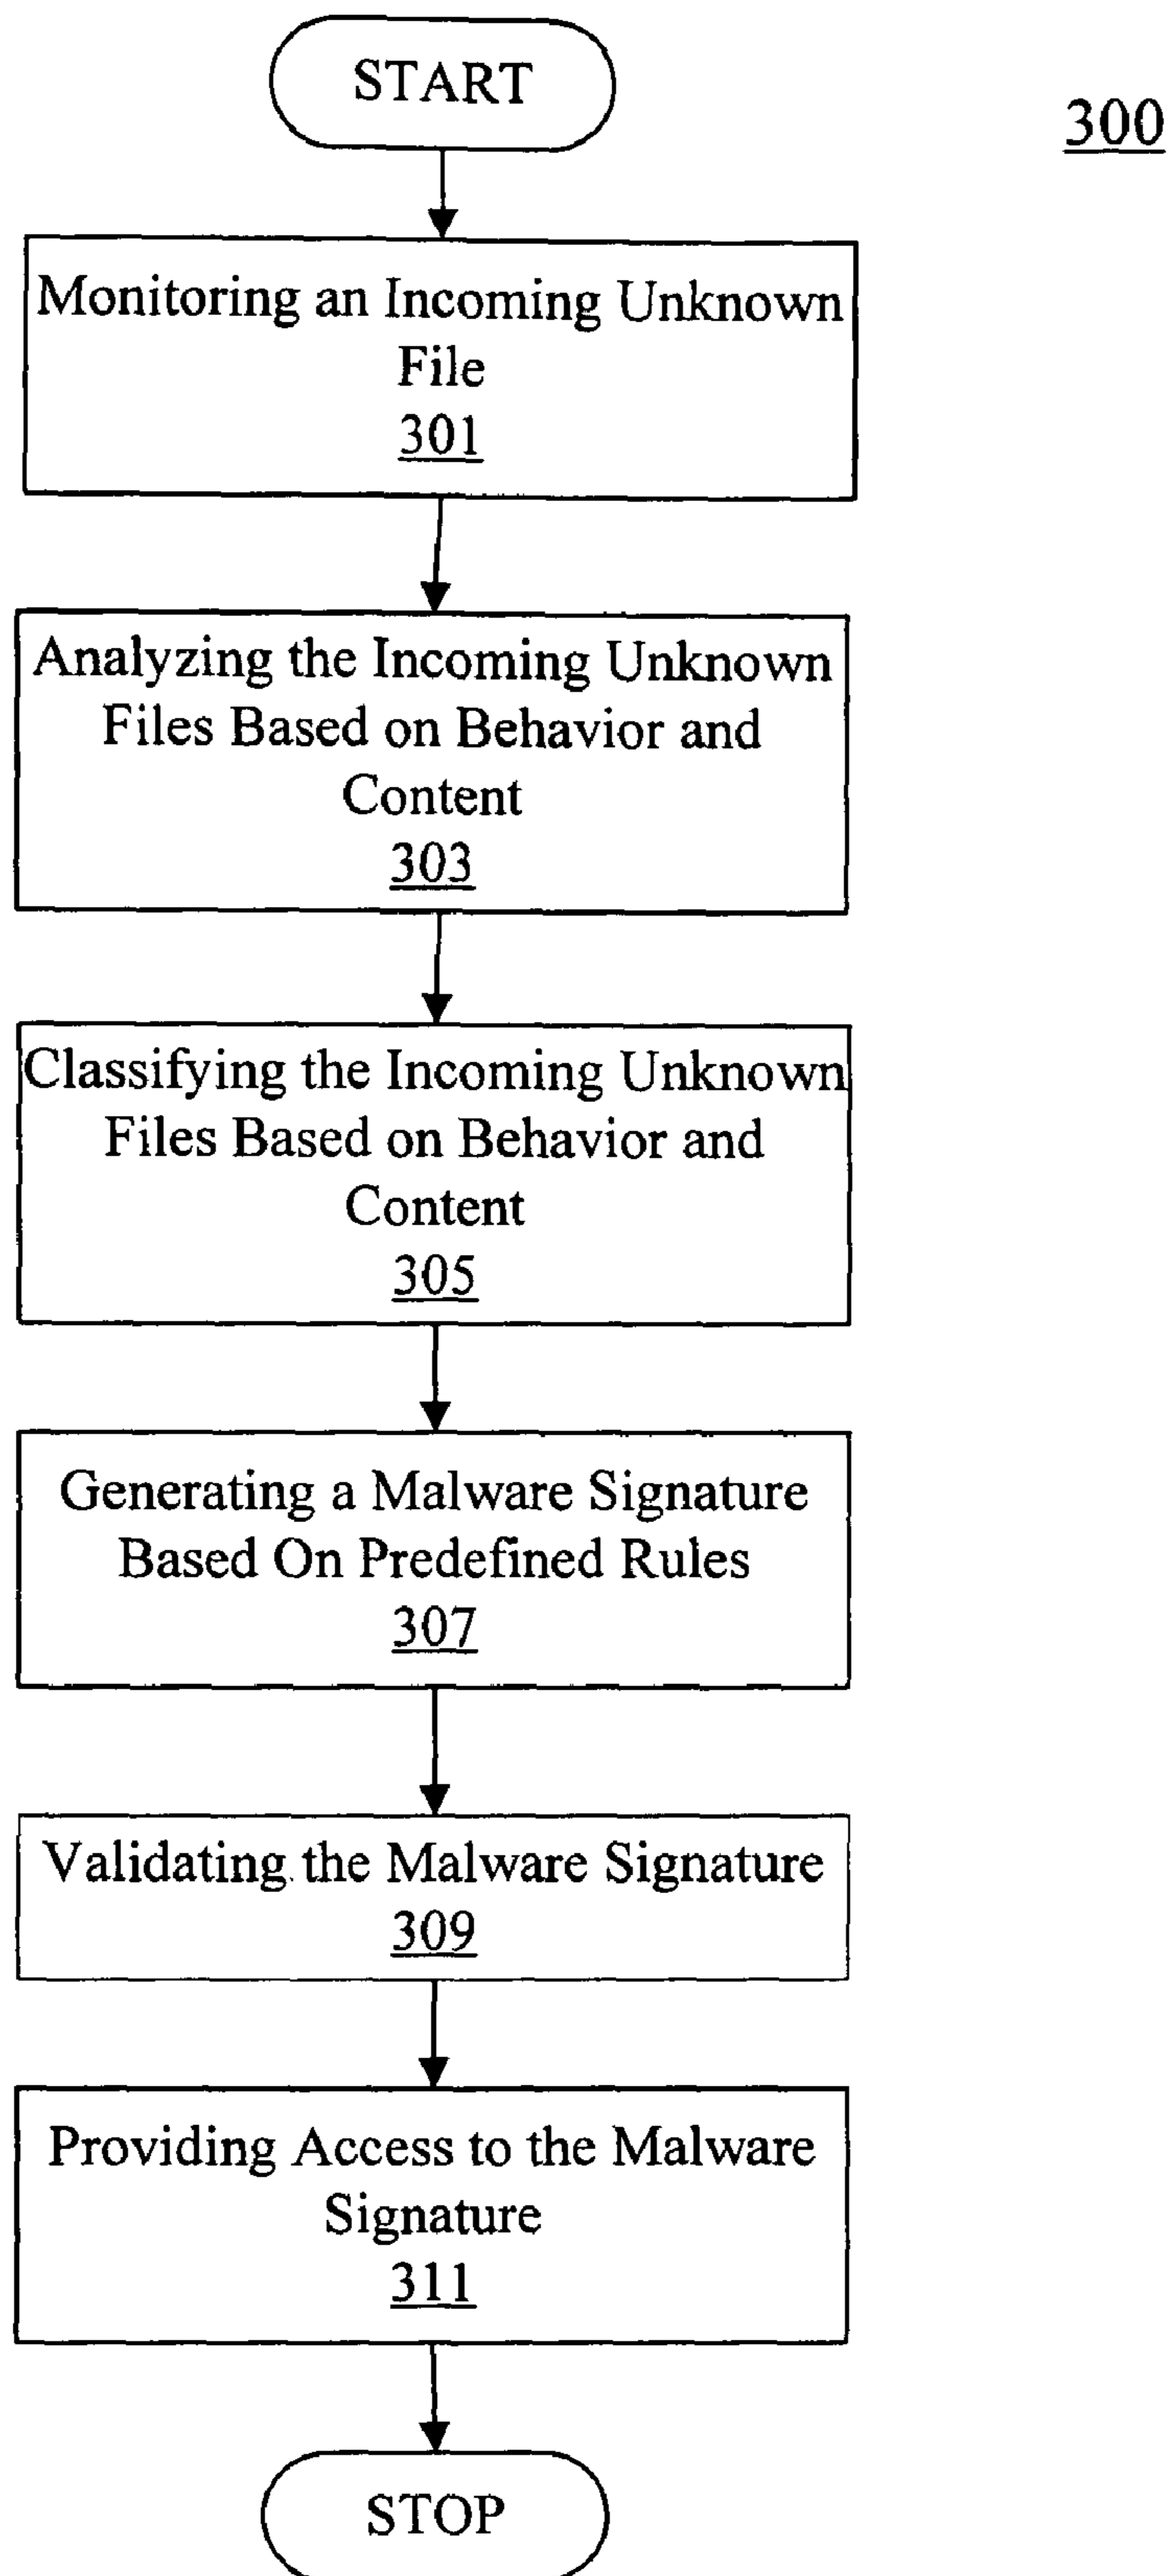 START
300
Monitoring an Incoming Unknown
File
301
Analyzing the Incoming Unknown
Files Based on Behavior and
Content
303
Classifying the Incoming Unknown
Files Based on Behavior and
Content
305
Generating a Malware Signature
Based On Predefined Rules
307
Validating the Malware Signature
309
Providing Access to the Malware
Signature
311
STOP